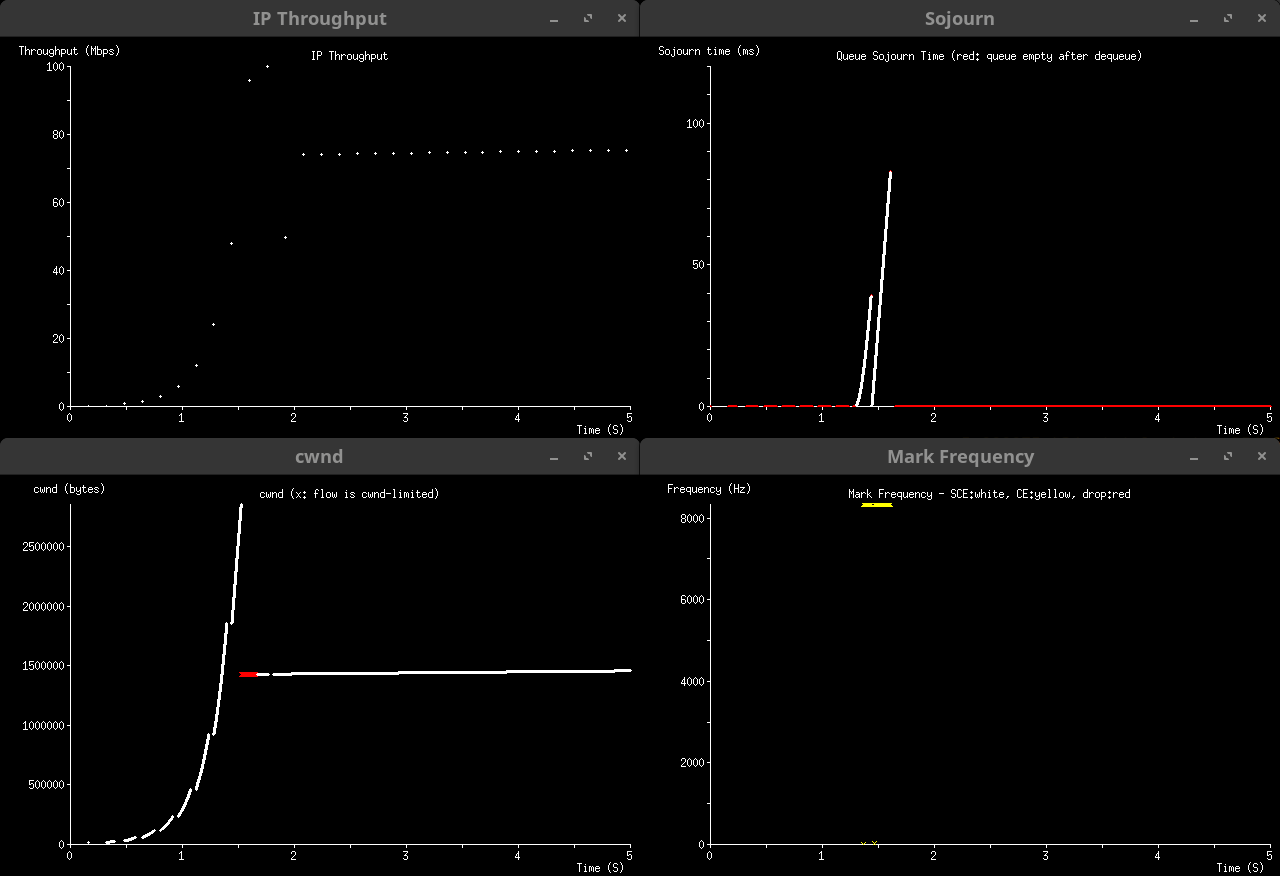 IP Throughput
Throughput (Mbps)
IP Throughput
100
80
60
40
20
0
0 1 2 3 4 5
Time (S)
Sojourn
Sojourn time (ms)
Queue Sojourn Time (red: queue empty after dequeue)
100
50
0
0 1 2 3 4 5
Time (S)
cwnd
cwnd (bytes)
cwnd (x: flow is cwnd-limited)
2500000
2000000
1500000
1000000
500000
0
0 1 2 3 4 5
Time (S)
Mark Frequency
Frequency (Hz)
Mark Frequency - SCE:white, CE:yellow, drop:red
8000
6000
4000
2000
0
0 1 2 3 4 5
Time (S)